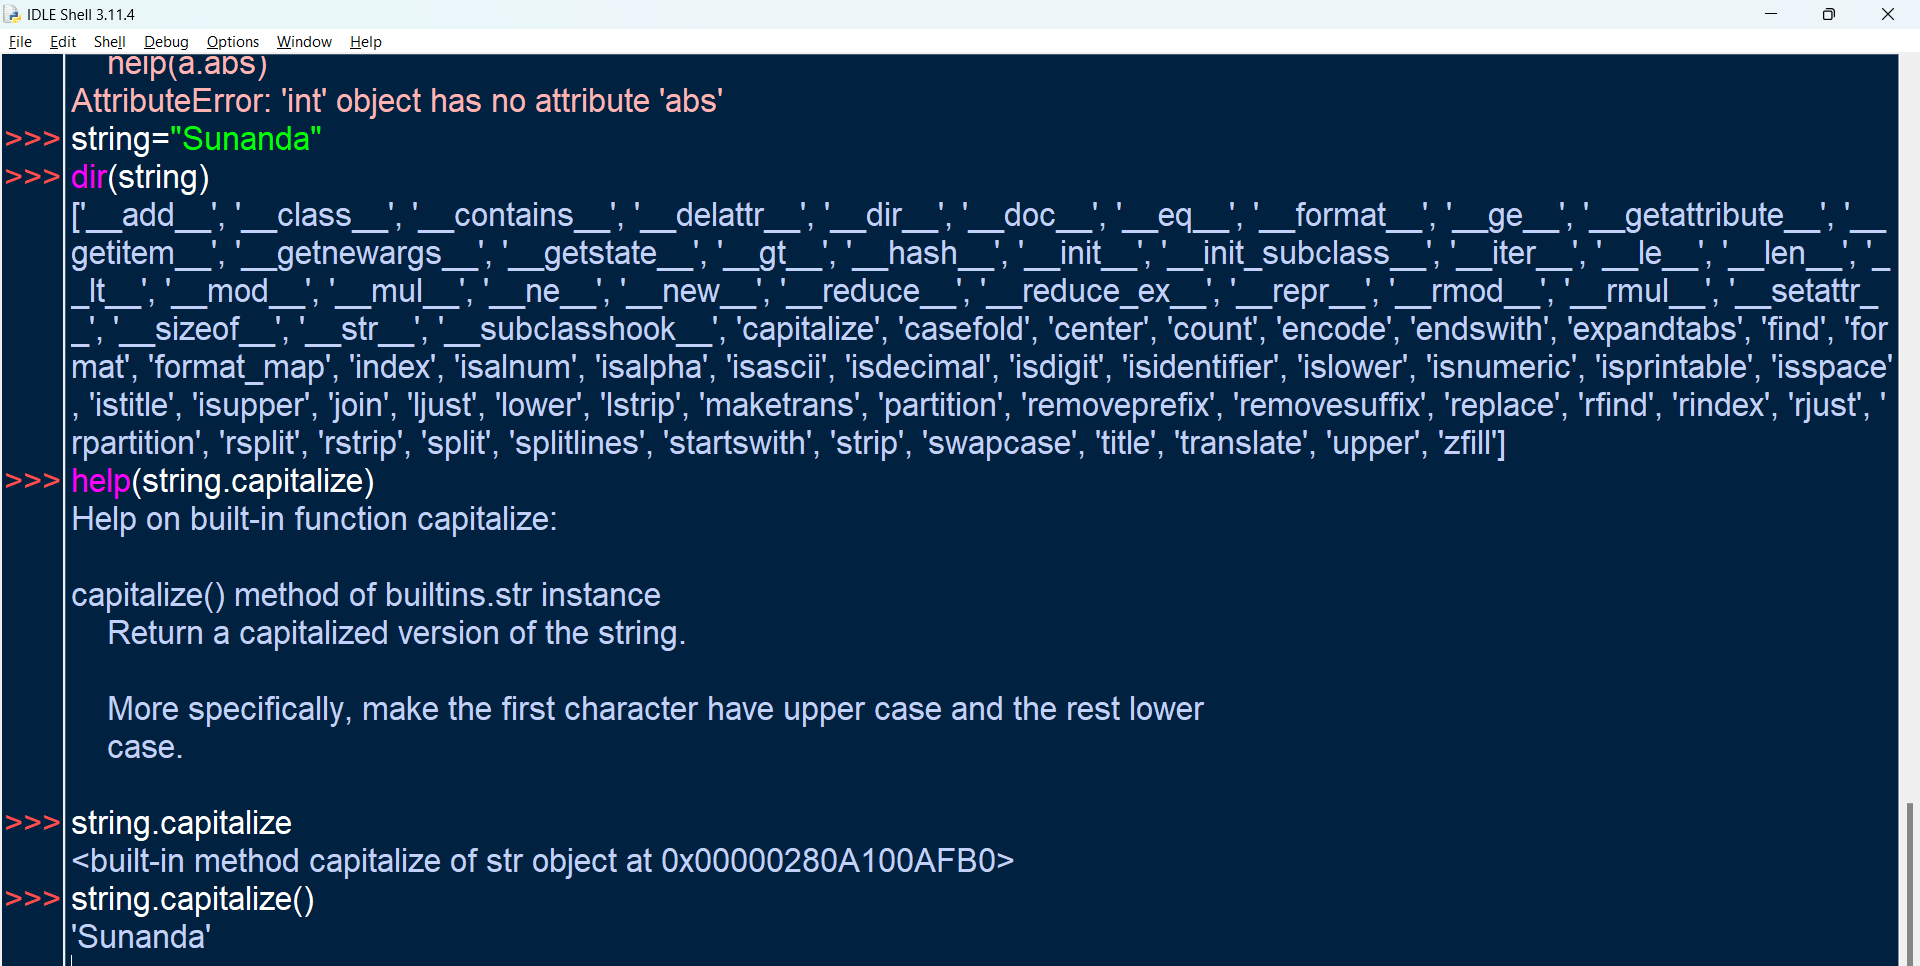 IDLE Shell 3.11.4
File Edit Shell Debug Options Window Help
help(a.abs)
AttributeError: 'int' object has no attribute 'abs'
>>> string="Sunanda"
>>> dir(string)
['__add__', '__class__', '__contains__', '__delattr__', '__dir__', '__doc__', '__eq__', '__format__', '__ge__', '__getattribute__', '__
getitem__', '__getnewargs__', '__getstate__', '__gt__', '__hash__', '__init__', '__init_subclass__', '__iter__', '__le__', '__len__', '_
_lt__', '__mod__', '__mul__', '__ne__', '__new__', '__reduce__', '__reduce_ex__', '__repr__', '__rmod__', '__rmul__', '__setattr_
_', '__sizeof__', '__str__', '__subclasshook__', 'capitalize', 'casefold', 'center', 'count', 'encode', 'endswith', 'expandtabs', 'find', 'for
mat', 'format_map', 'index', 'isalnum', 'isalpha', 'isascii', 'isdecimal', 'isdigit', 'isidentifier', 'islower', 'isnumeric', 'isprintable', 'isspace'
, 'istitle', 'isupper', 'join', 'ljust', 'lower', 'lstrip', 'maketrans', 'partition', 'removeprefix', 'removesuffix', 'replace', 'rfind', 'rindex', 'rjust', '
rpartition', 'rsplit', 'rstrip', 'split', 'splitlines', 'startswith', 'strip', 'swapcase', 'title', 'translate', 'upper', 'zfill']
>>> help(string.capitalize)
Help on built-in function capitalize:
capitalize() method of builtins.str instance
Return a capitalized version of the string.
More specifically, make the first character have upper case and the rest lower
case.
>>> string.capitalize
<built-in method capitalize of str object at 0x00000280A100AFB0>
>>> string.capitalize()
'Sunanda'